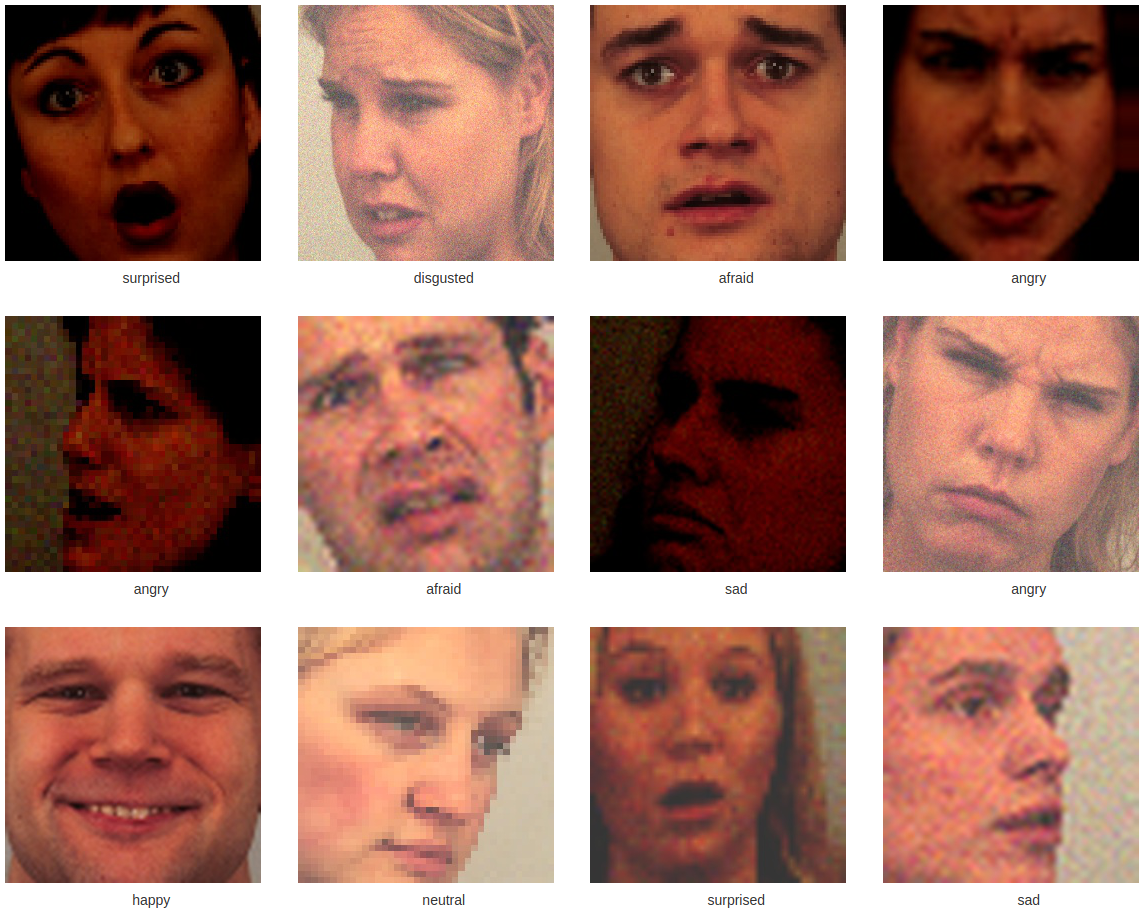 surprised
disgusted
afraid
angry
angry
afraid
sad
angry
happy
neutral
surprised
sad